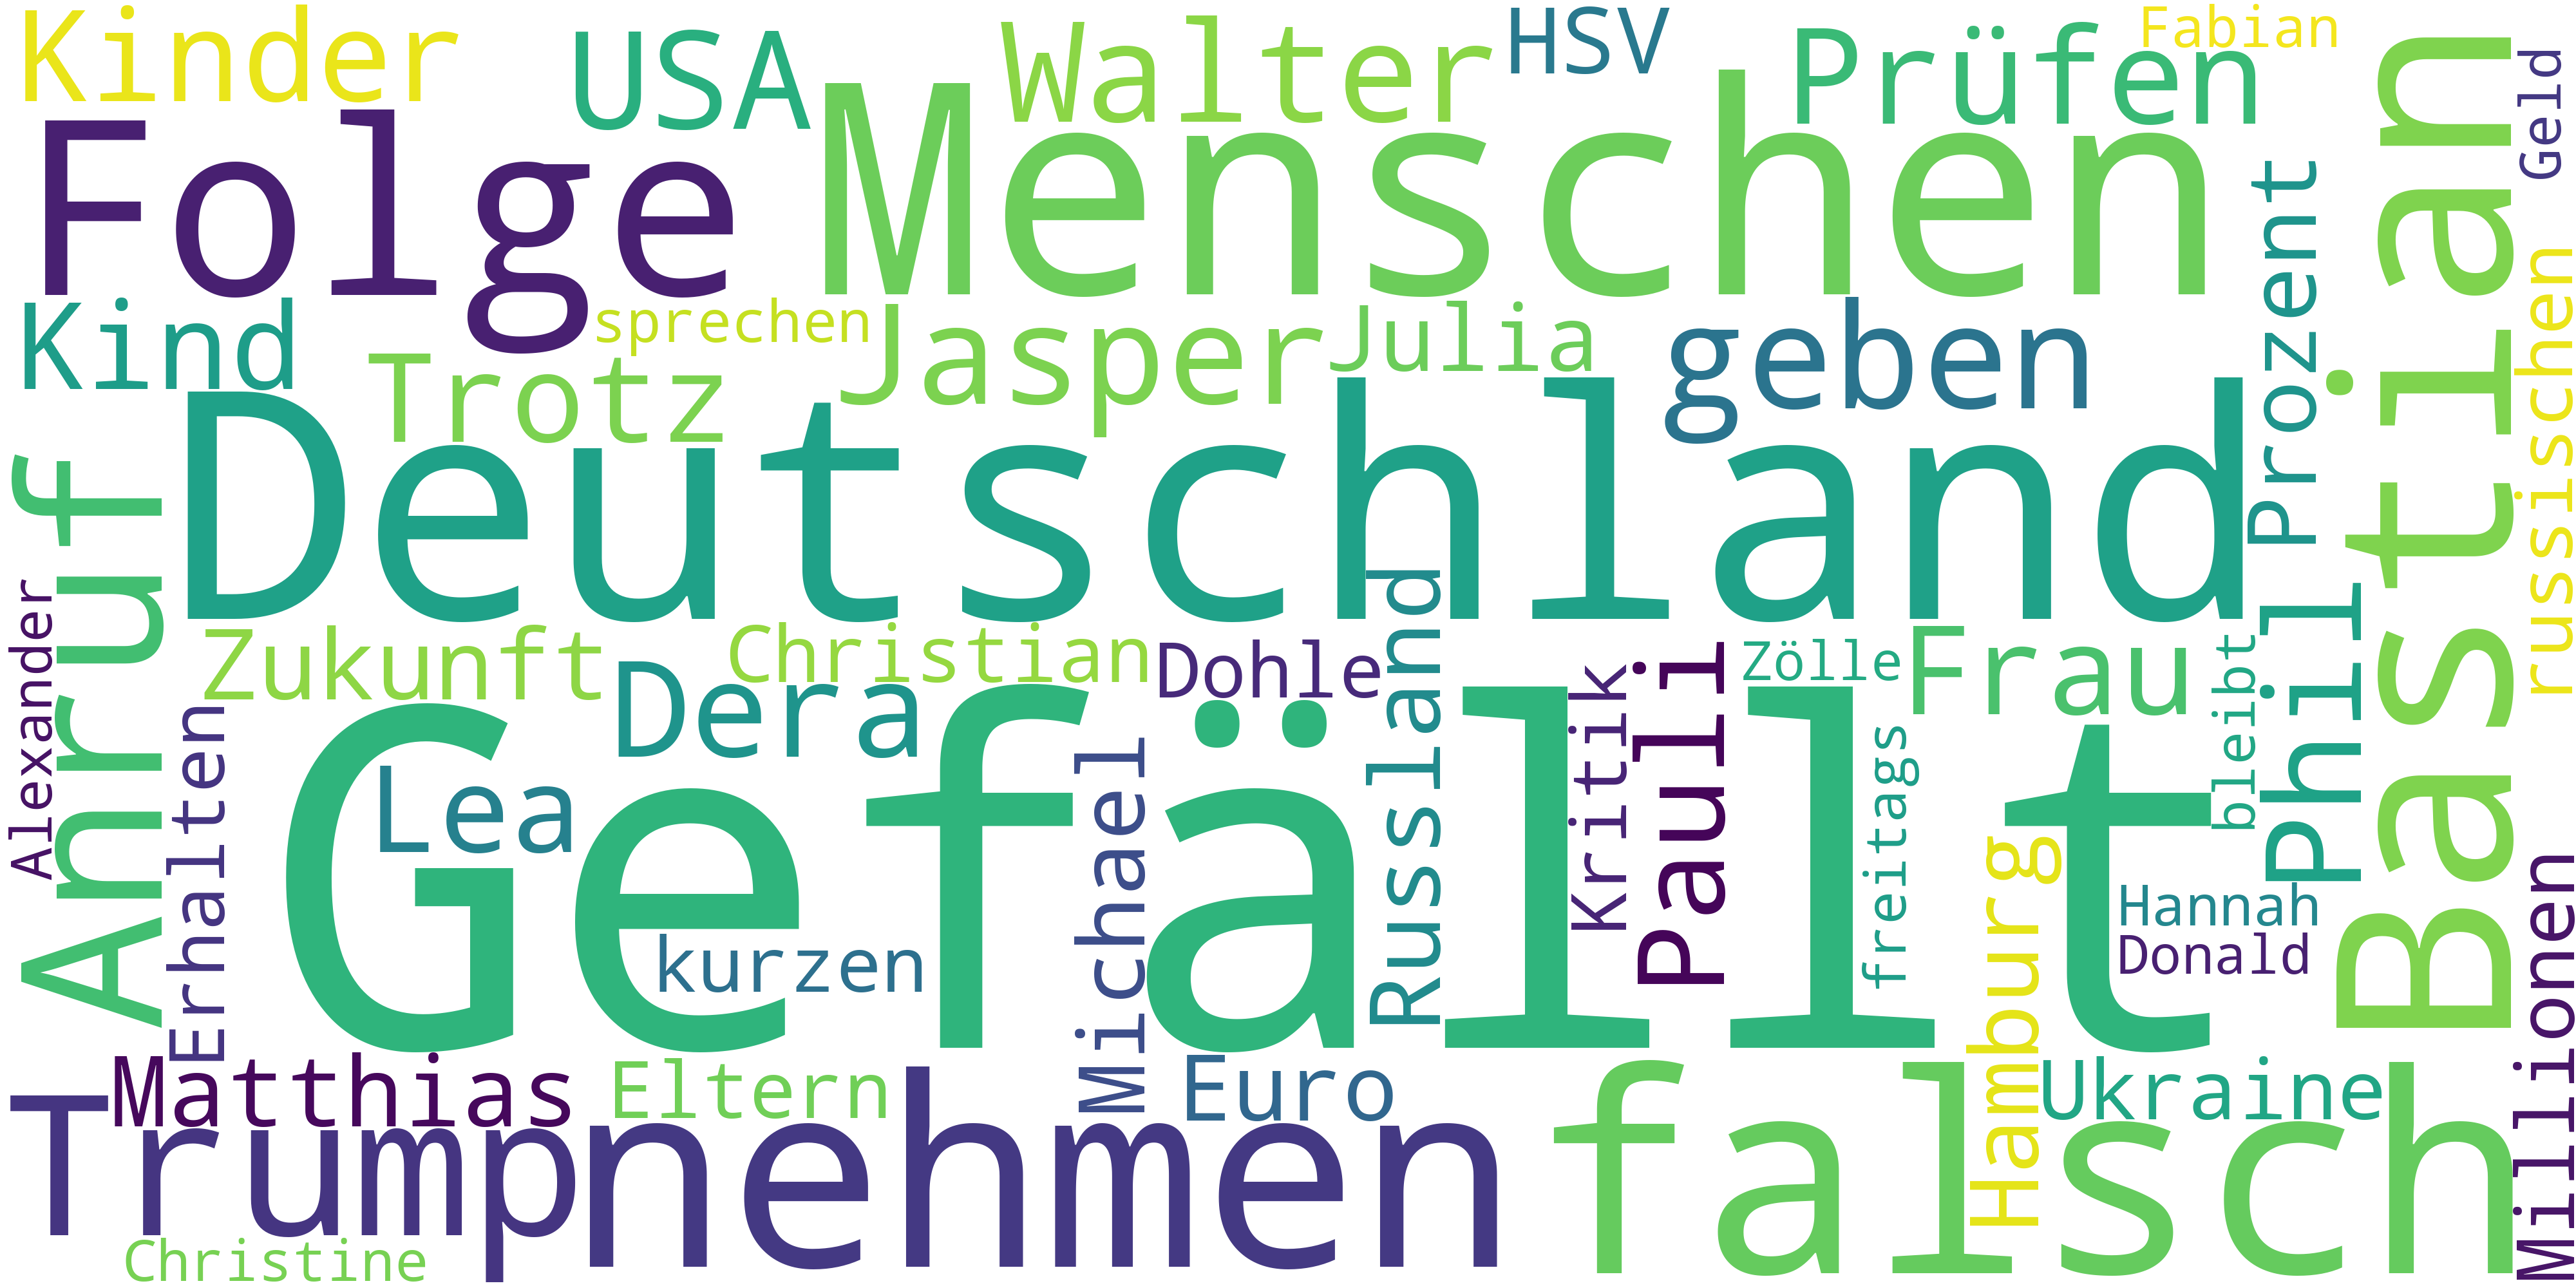 Kinder
USA
Walter
HSV
Prüfen
Fabian
Geld
Folge
Menschen
Bastian
Prozent
russischen
Kind
sprechen
Jasper
Julia
geben
Trotz
Deutschland
Anruf
Alexander
Zukunft
Christian
Dohle
Russland
Zölle
Frau
bleibt
Phil
Dera
Kritik
Pauli
Erhalten
Gefällt
Lea
Michael
freitags
Hamburg
Hannah
Donald
kurzen
Millionen
Matthias
Eltern
Euro
Ukraine
Trump
nehmen
falsch
Christine